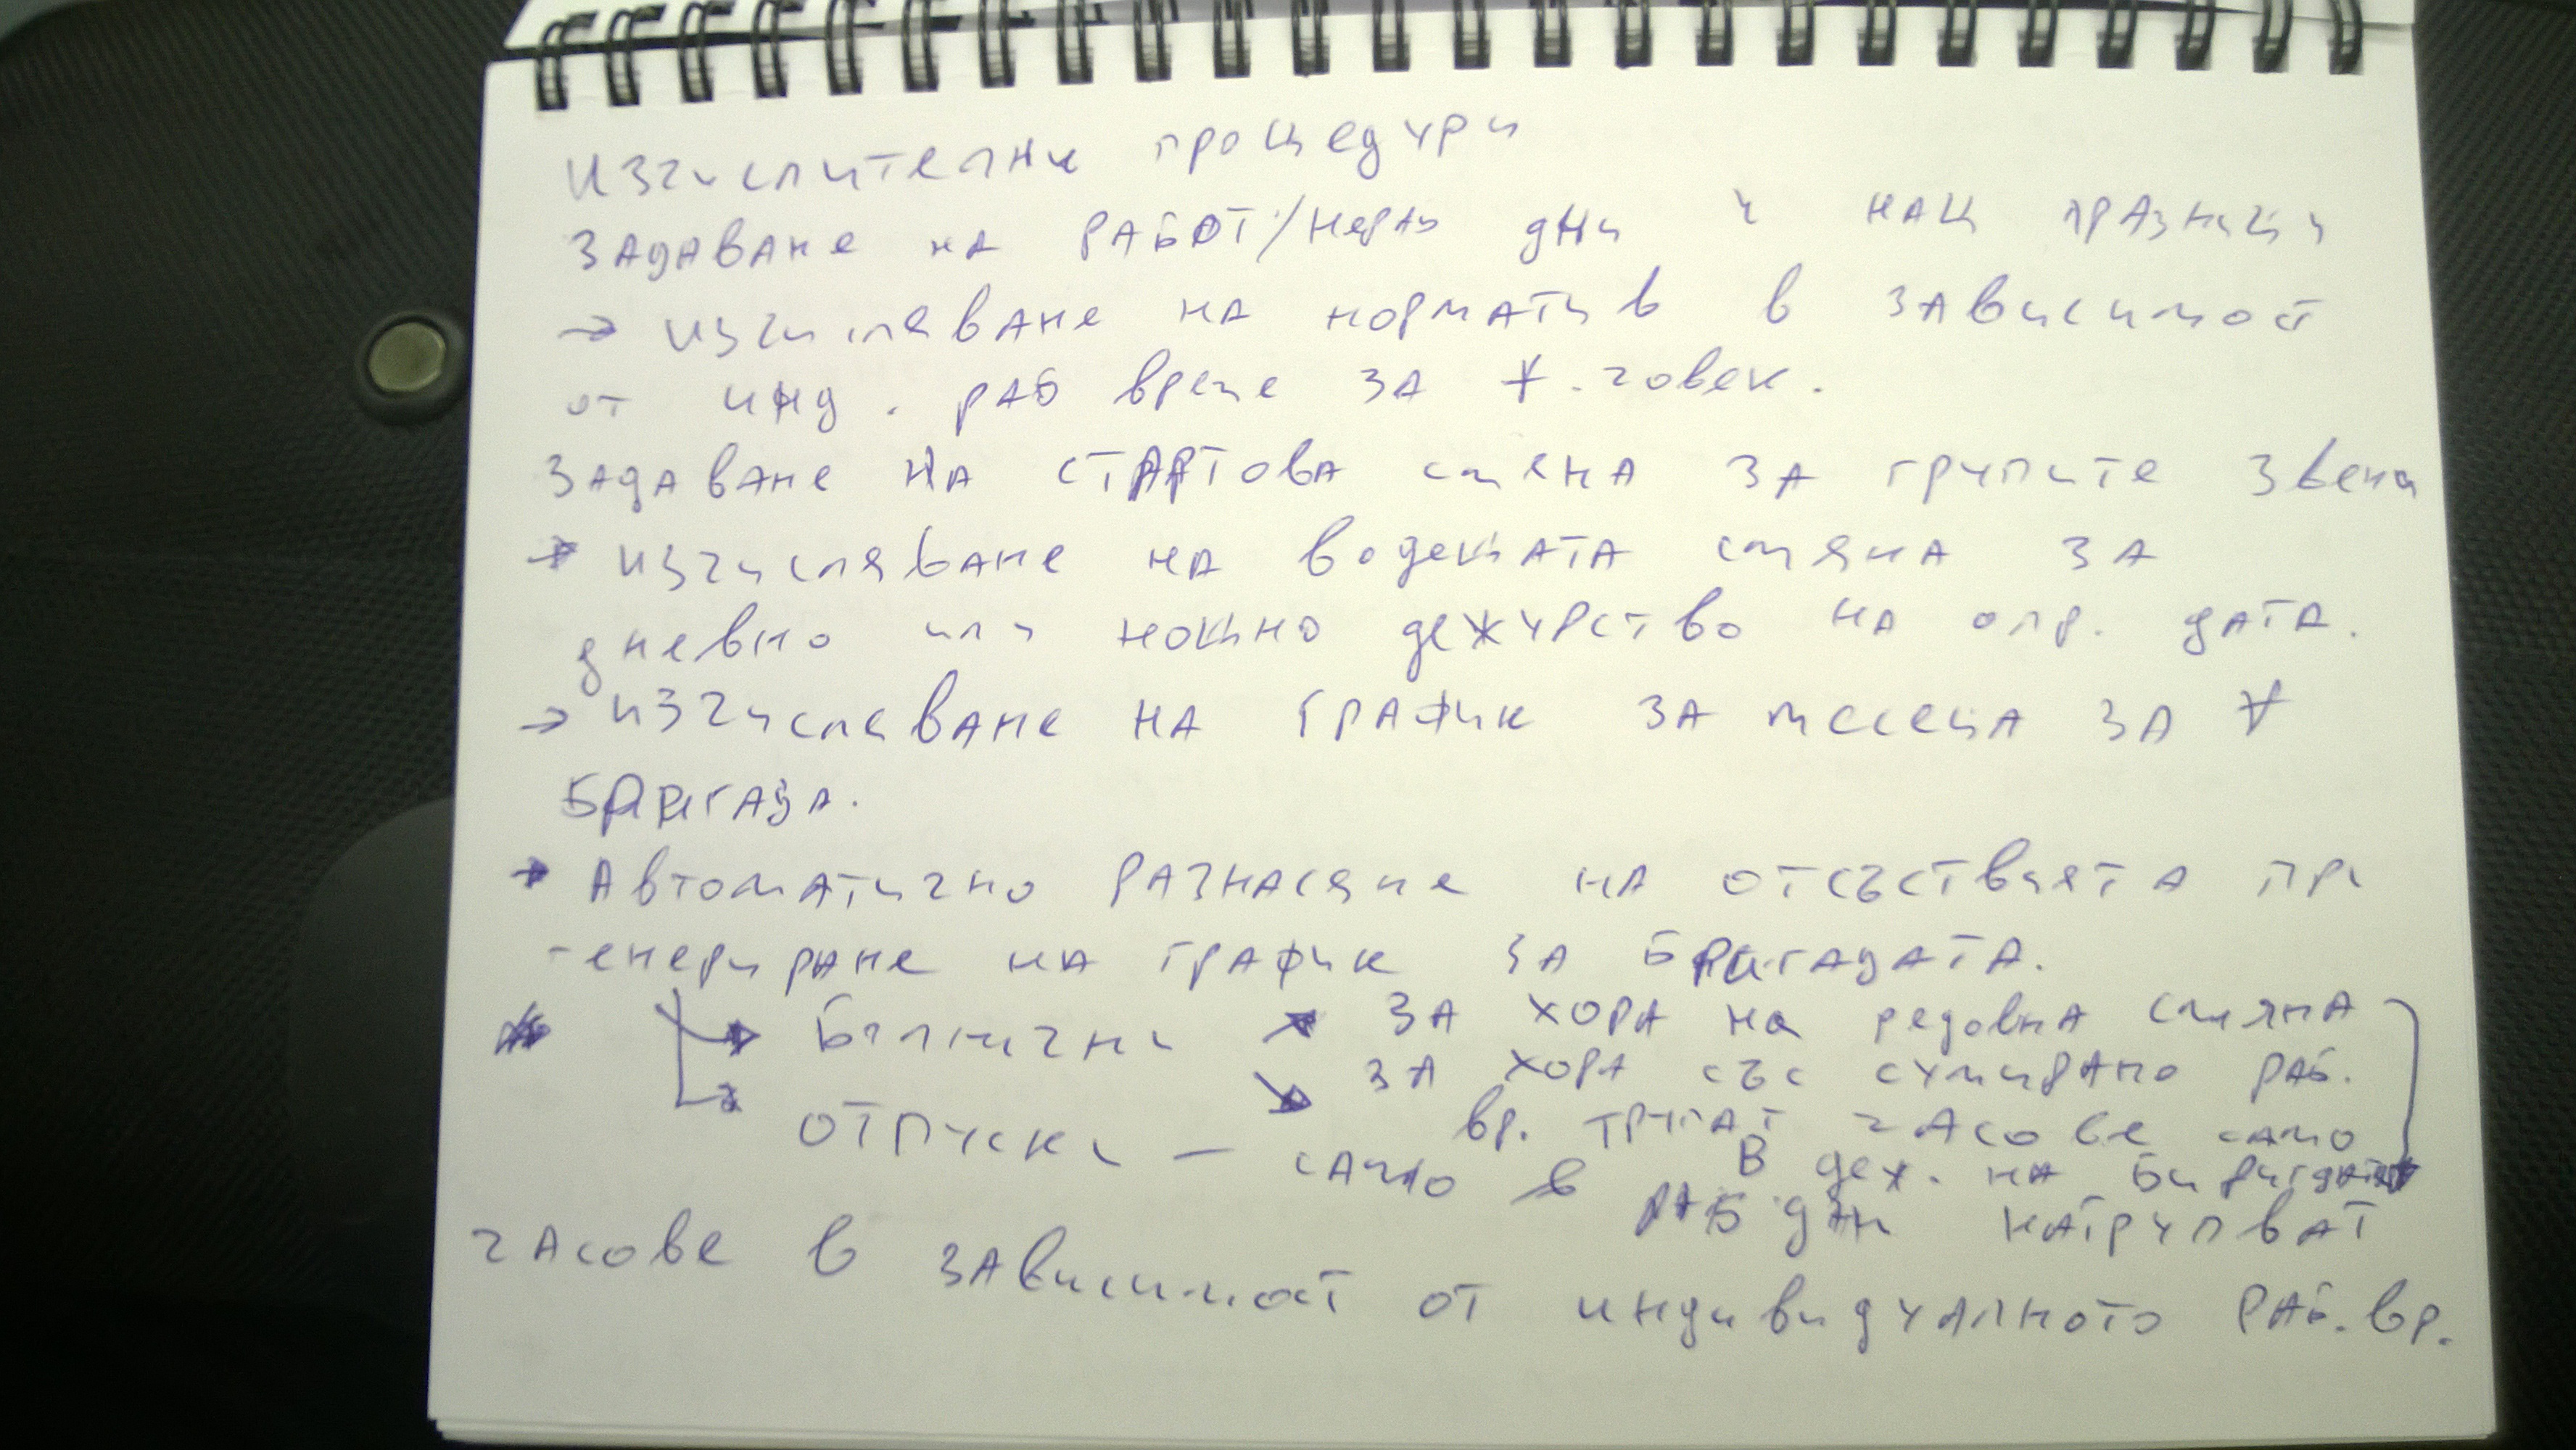 Изчислителни процедури
Задаване на работ/нераб дни и нац празници
→ изчисляване на норматив в зависимост
от инд. раб време за ∀. човек.
Задаване на стартова смяна за групите звена
→ изчисляване на водещата смяна за
дневно или нощно дежурство на опр. дата.
→ изчисляване на график за месеца за ∀
бригада.
→ Автоматично разнасяне на отсъствията при
генериране на график за бригадата.
→ Болнични ↗ за хора на редовна смяна
↘ за хора със сумирано раб.
вр. трупат часове само
в деж. на бригадата
→ отпуски – само в раб дни натрупват
часове в зависимост от индивидуалното раб. вр.